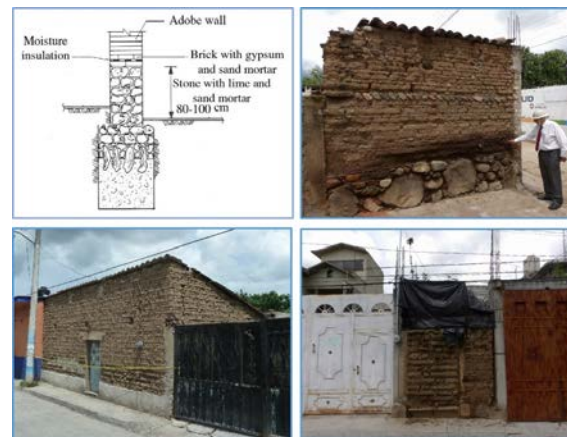 Adobe wall
Moisture
insulation
Brick with gypsum
and sand mortar
Stone with lime and
sand mortar
80-100 cm
UD